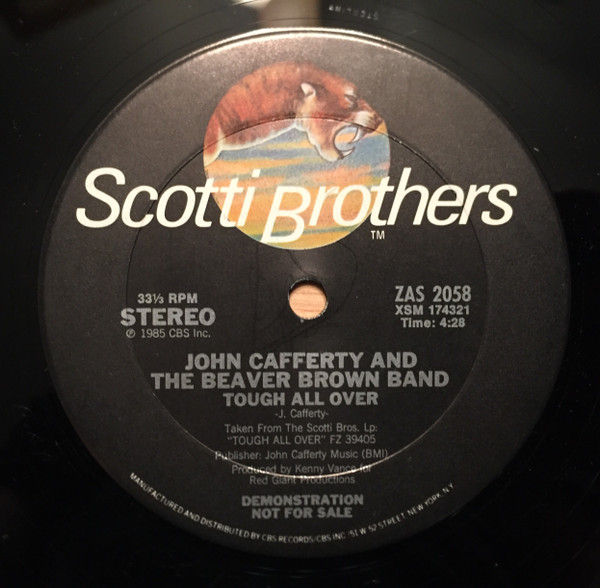 Scotti Brothers
TM
33⅓ RPM
STEREO
℗ 1985 CBS Inc.
ZAS 2058
XSM 174321
Time: 4:28
JOHN CAFFERTY AND
THE BEAVER BROWN BAND
TOUGH ALL OVER
-J. Cafferty-
Taken From The Scotti Bros. Lp:
"TOUGH ALL OVER" FZ 39405
Publisher: John Cafferty Music (BMI)
Produced by Kenny Vance for
Red Giant Productions
DEMONSTRATION
NOT FOR SALE
MANUFACTURED AND DISTRIBUTED BY CBS RECORDS/CBS INC./51 W. 52 STREET, NEW YORK, N.Y.